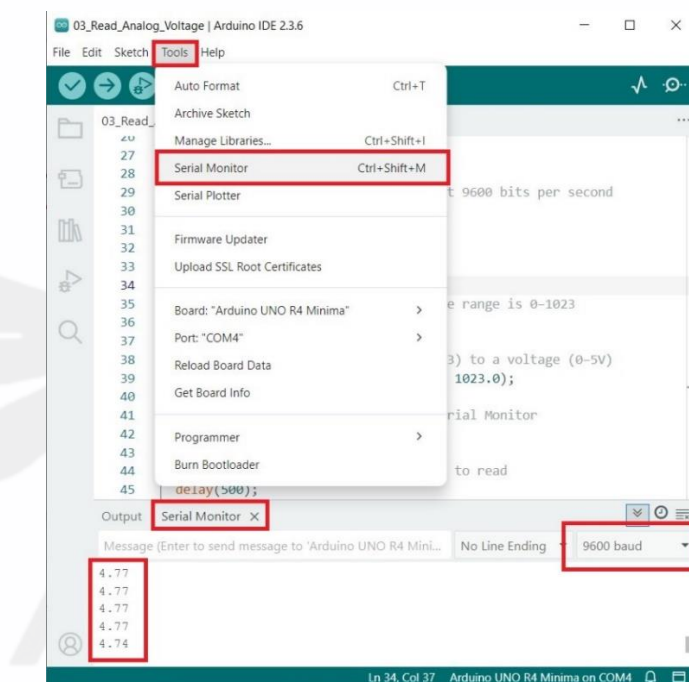 03_Read_Analog_Voltage | Arduino IDE 2.3.6
File Edit Sketch Tools Help
03_Read_
Auto Format Ctrl+T
Archive Sketch
Manage Libraries... Ctrl+Shift+I
Serial Monitor Ctrl+Shift+M
Serial Plotter
Firmware Updater
Upload SSL Root Certificates
Board: "Arduino UNO R4 Minima"
Port: "COM4"
Reload Board Data
Get Board Info
Programmer
Burn Bootloader
27
28
29 t 9600 bits per second
30
31
32
33
34
35 e range is 0-1023
36
37
38 3) to a voltage (0-5V)
39 1023.0);
40
41 rial Monitor
42
43
44 to read
45 delay(500);
Output Serial Monitor
Message (Enter to send message to 'Arduino UNO R4 Mini... No Line Ending 9600 baud
4.77
4.77
4.77
4.77
4.74
Ln 34, Col 37 Arduino UNO R4 Minima on COM4